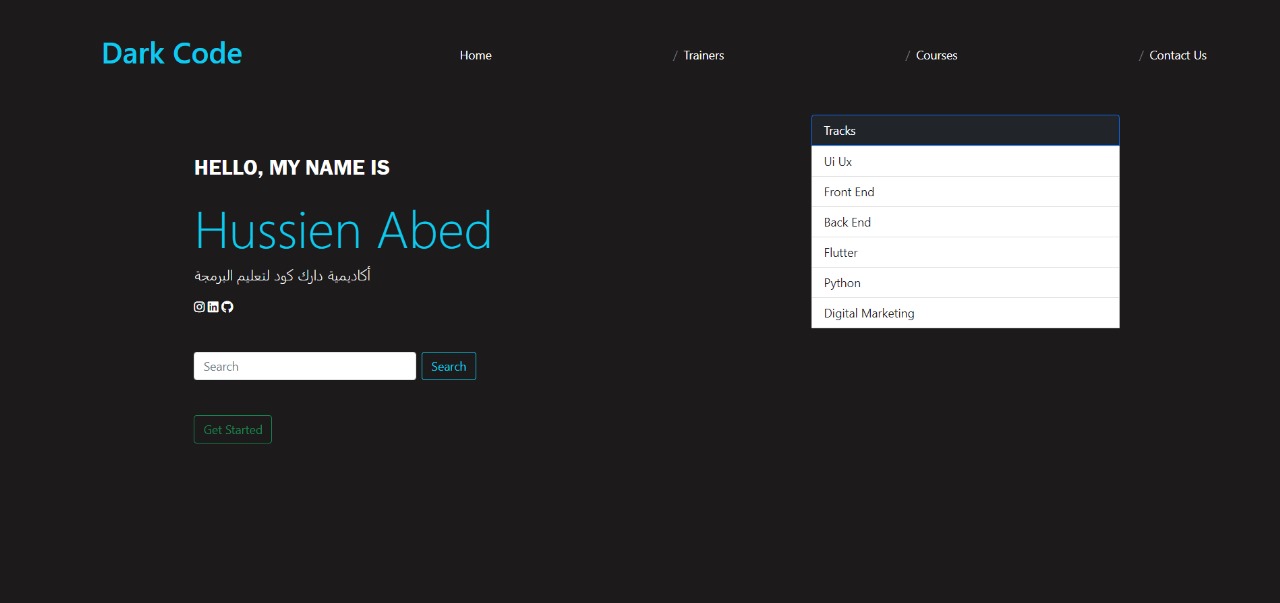 Dark Code
Home / Trainers / Courses / Contact Us
HELLO, MY NAME IS
Hussien Abed
أكاديمية دارك كود لتعليم البرمجة
Search Search
Get Started
Tracks
Ui Ux
Front End
Back End
Flutter
Python
Digital Marketing